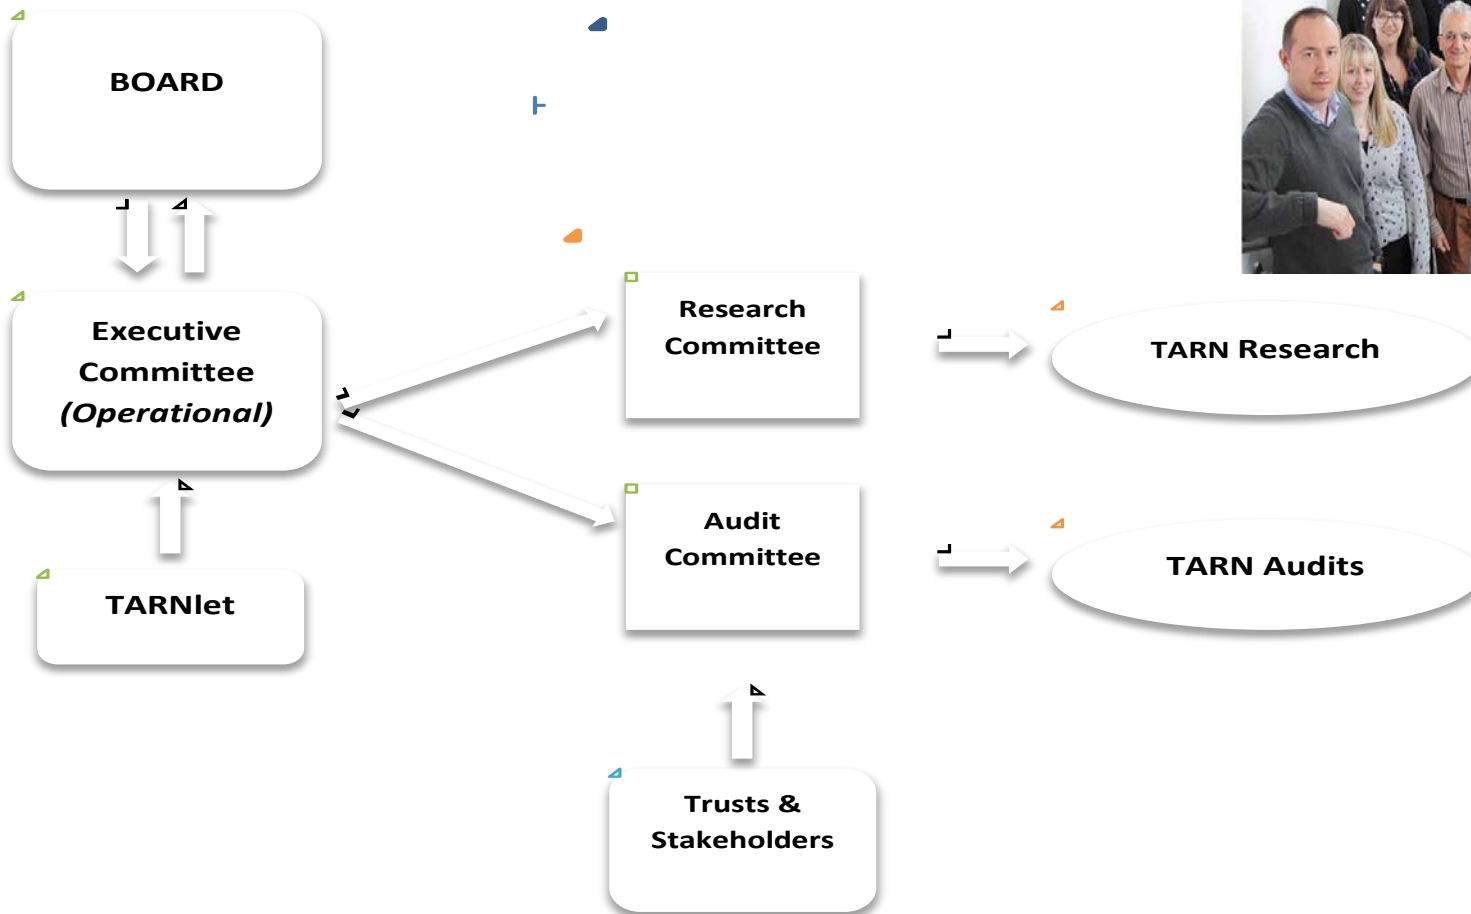 BOARD
Executive
Committee
(Operational)
Research
Committee
TARN Research
Audit
Committee
TARN Audits
TARNlet
Trusts &
Stakeholders